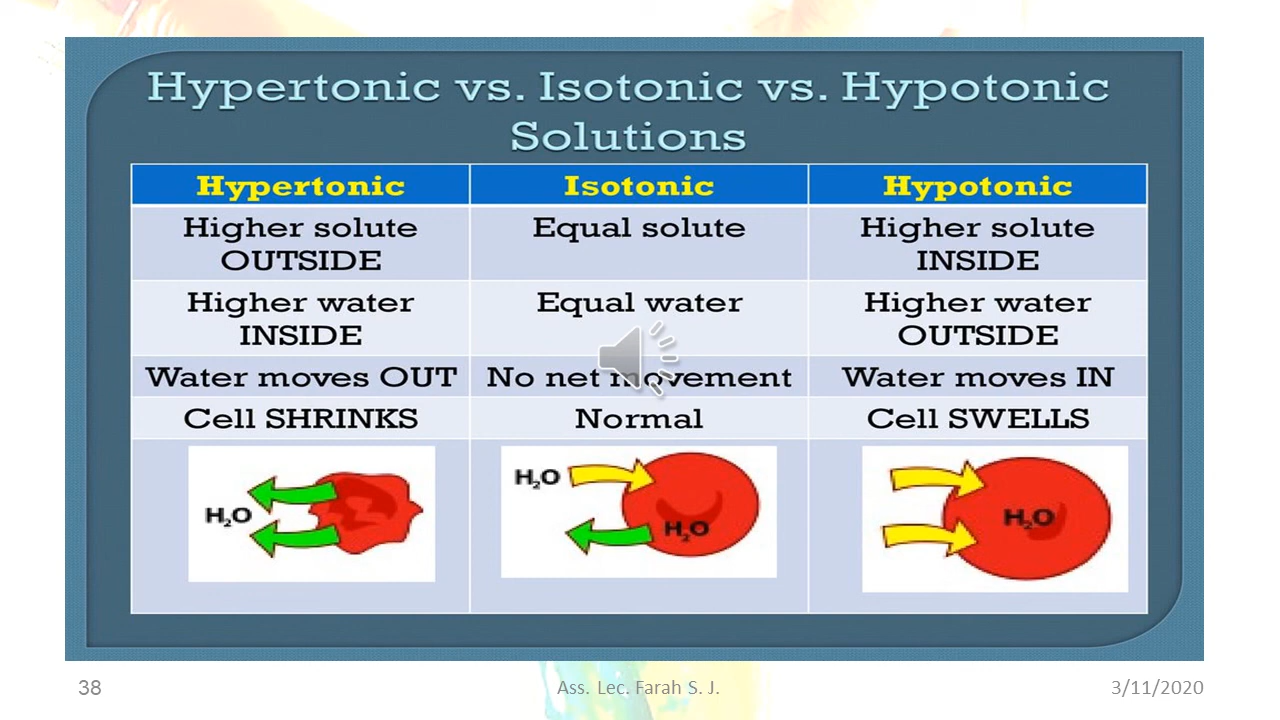 Hypertonic vs. Isotonic vs. Hypotonic
Solutions
Hypertonic
Isotonic
Hypotonic
Higher solute
OUTSIDE
Equal solute
Higher solute
INSIDE
Higher water
INSIDE
Equal water
Higher water
OUTSIDE
Water moves OUT
No net movement
Water moves IN
Cell SHRINKS
Normal
Cell SWELLS
H₂O
H₂O
H₂O
H₂O
38
Ass. Lec. Farah S. J.
3/11/2020